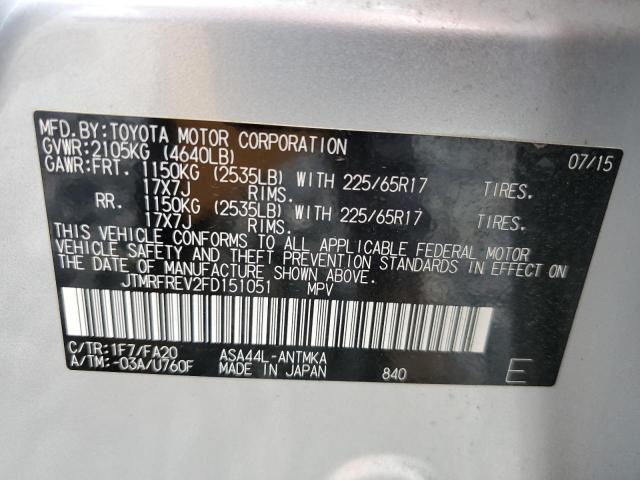 MFD.BY:TOYOTA MOTOR CORPORATION 07/15
GVWR:2105KG (4640LB)
GAWR:FRT. 1150KG (2535LB) WITH 225/65R17 TIRES.
17X7J RIMS.
RR. 1150KG (2535LB) WITH 225/65R17 TIRES.
17X7J RIMS.
THIS VEHICLE CONFORMS TO ALL APPLICABLE FEDERAL MOTOR
VEHICLE SAFETY AND THEFT PREVENTION STANDARDS IN EFFECT ON
THE DATE OF MANUFACTURE SHOWN ABOVE.
JTMRFREV2FD151051 MPV
C/TR:1F7/FA20 ASA44L-ANTMKA
A/TM:-03A/U760F MADE IN JAPAN 840 E